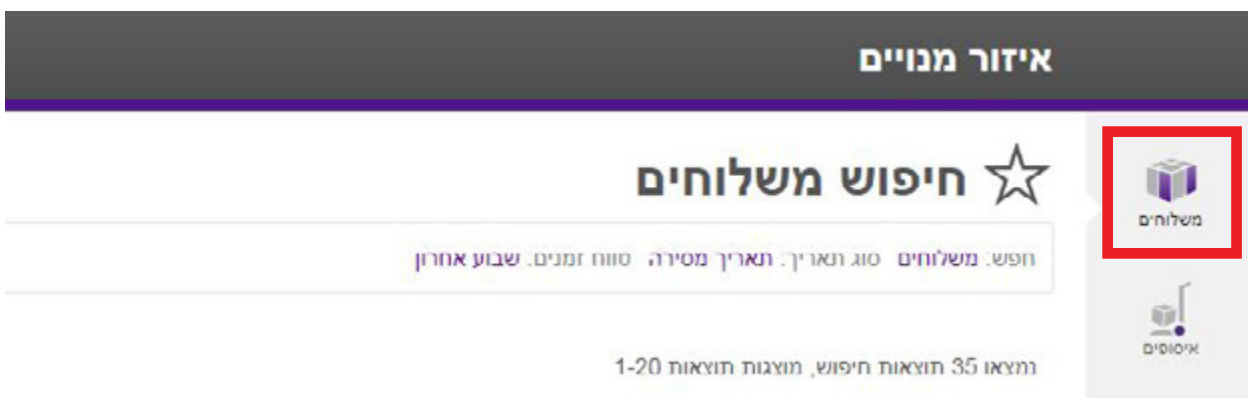 איזור מנויים
חיפוש משלוחים
משלוחים
חפש: משלוחים סוג תאריך: תאריך מסירה טווח זמנים: שבוע אחרון
איסופים
נמצאו 35 תוצאות חיפוש, מוצגות תוצאות 1-20